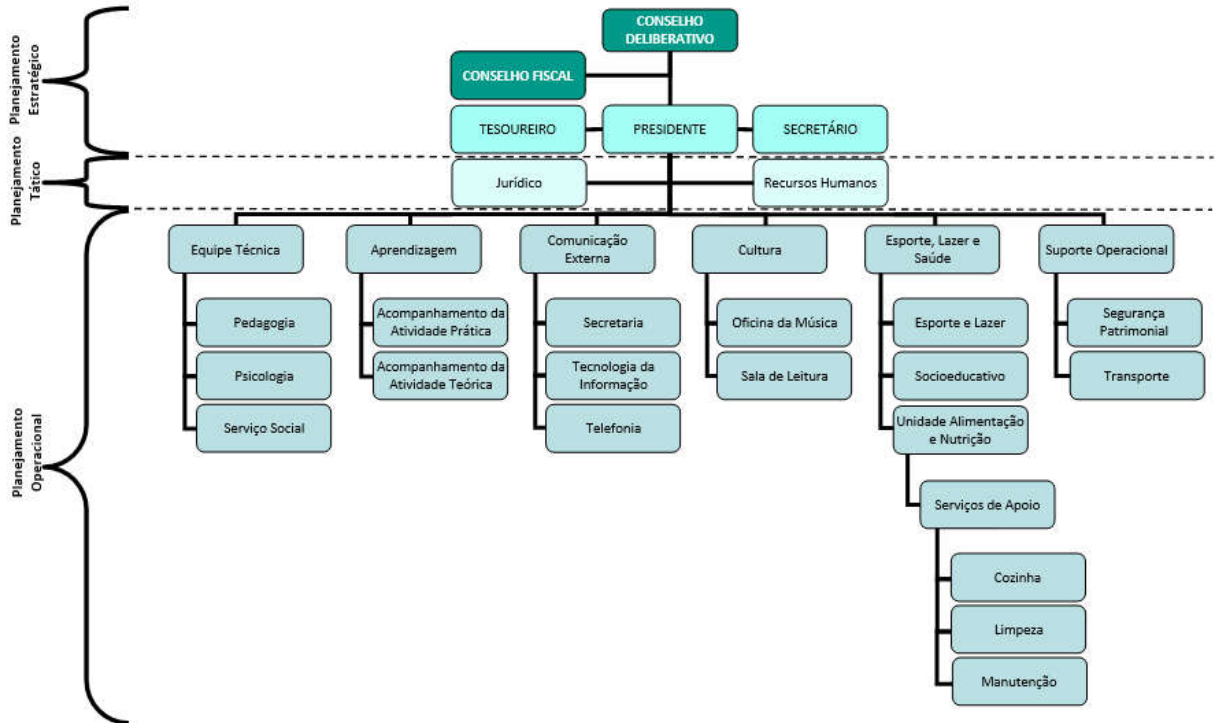 Planejamento
Estratégico
CONSELHO
DELIBERATIVO
CONSELHO FISCAL
TESOUREIRO
PRESIDENTE
SECRETÁRIO
Planejamento
Tático
Jurídico
Recursos Humanos
Planejamento
Operacional
Equipe Técnica
Pedagogia
Psicologia
Serviço Social
Aprendizagem
Acompanhamento da
Atividade Prática
Acompanhamento da
Atividade Teórica
Comunicação
Externa
Secretaria
Tecnologia da
Informação
Telefonia
Cultura
Oficina da Música
Sala de Leitura
Esporte, Lazer e
Saúde
Esporte e Lazer
Socioeducativo
Unidade Alimentação
e Nutrição
Serviços de Apoio
Cozinha
Limpeza
Manutenção
Suporte Operacional
Segurança
Patrimonial
Transporte